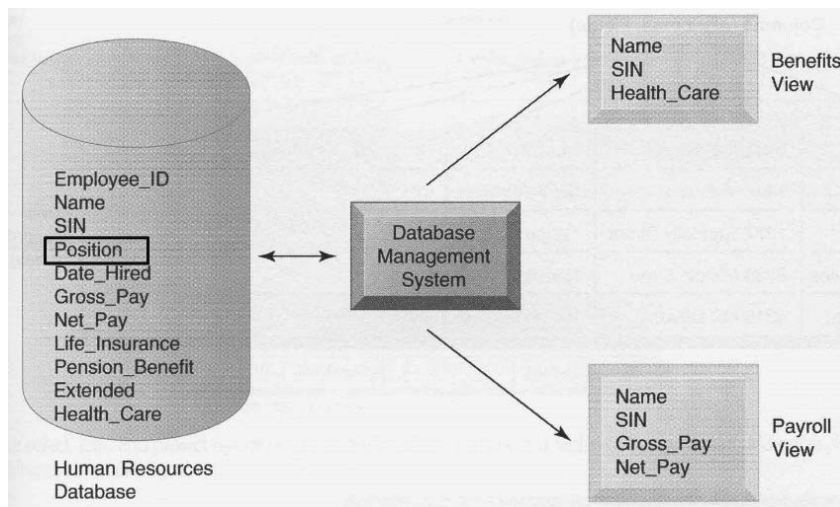 Employee_ID
Name
SIN
Position
Date_Hired
Gross_Pay
Net_Pay
Life_Insurance
Pension_Benefit
Extended
Health_Care
Human Resources
Database
Database
Management
System
Name
SIN
Health_Care
Benefits
View
Name
SIN
Gross_Pay
Net_Pay
Payroll
View